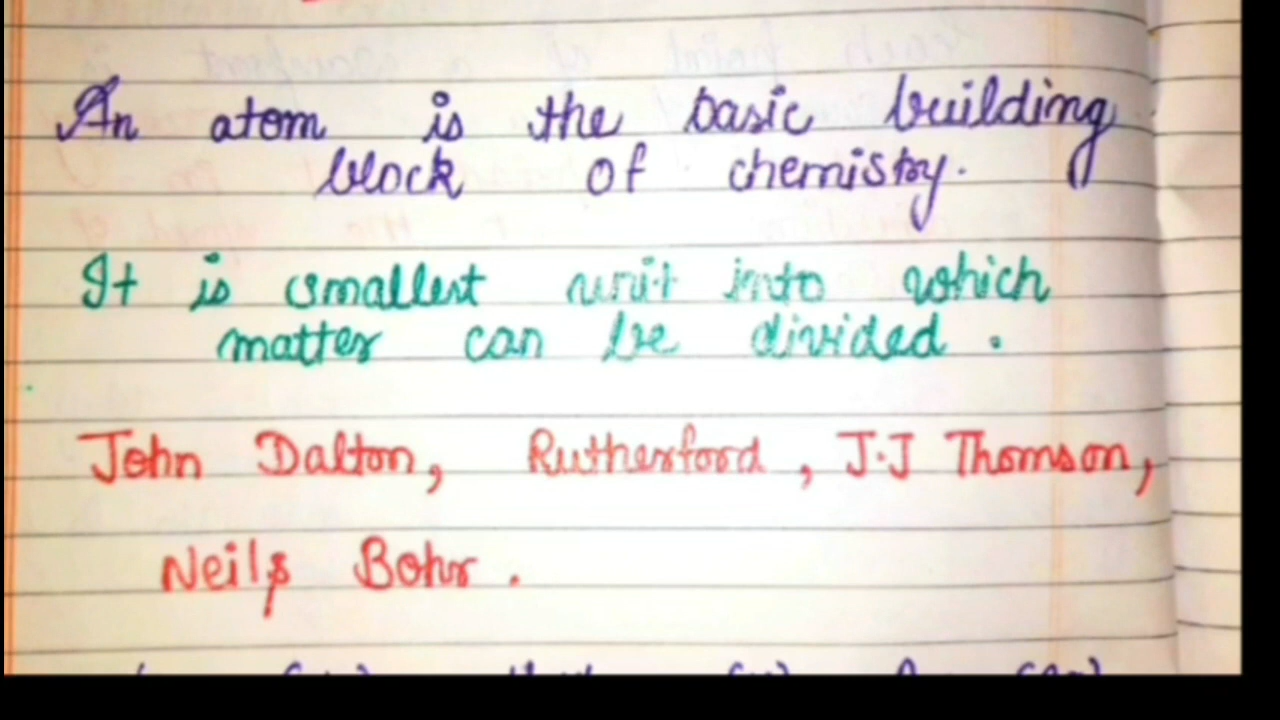 An atom is the basic building
block of chemistry.
It is smallest unit into which
matter can be divided.
John Dalton, Rutherford, J.J Thomson,
Neils Bohr.